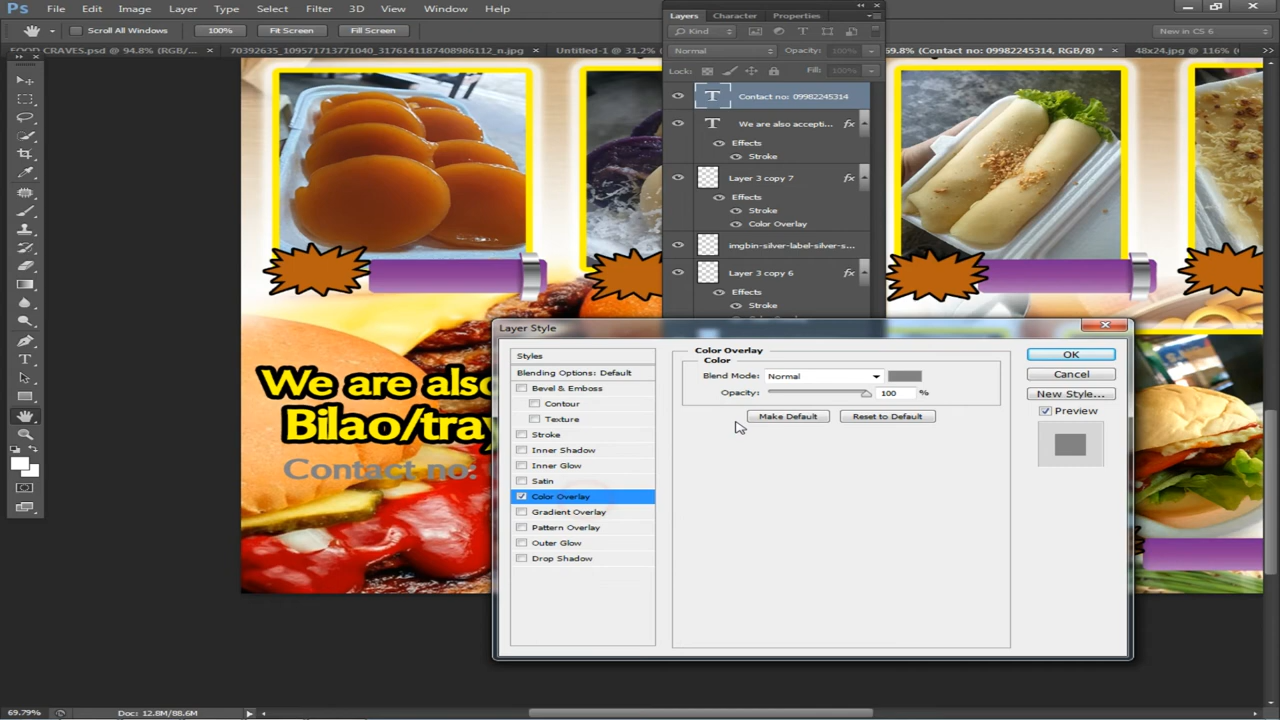 Ps File Edit Image Layer Type Select Filter 3D View Window Help
Scroll All Windows 100% Fit Screen Fill Screen
New in CS 6
CRAVES.psd @ 94.8% (RGB/...
70392635_109571713771040_3176141187408986112_n.jpg
Untitled-1 @ 31.2%
69.8% (Contact no: 09982245314, RGB/8) *
48x24.jpg @ 116%
Layers Character Properties
Kind
Normal Opacity: 100%
Lock: Fill: 100%
Contact no: 09982245314
We are also accepti... fx
Effects
Stroke
Layer 3 copy 7 fx
Effects
Stroke
Color Overlay
imgbin-silver-label-silver-s...
Layer 3 copy 6 fx
Effects
Stroke
We are also
Bilao/tray
Contact no:
Layer Style
Styles
Blending Options: Default
Bevel & Emboss
Contour
Texture
Stroke
Inner Shadow
Inner Glow
Satin
Color Overlay
Gradient Overlay
Pattern Overlay
Outer Glow
Drop Shadow
Color Overlay
Color
Blend Mode: Normal
Opacity: 100 %
Make Default Reset to Default
OK
Cancel
New Style...
Preview
69.79% Doc: 12.8M/88.6M